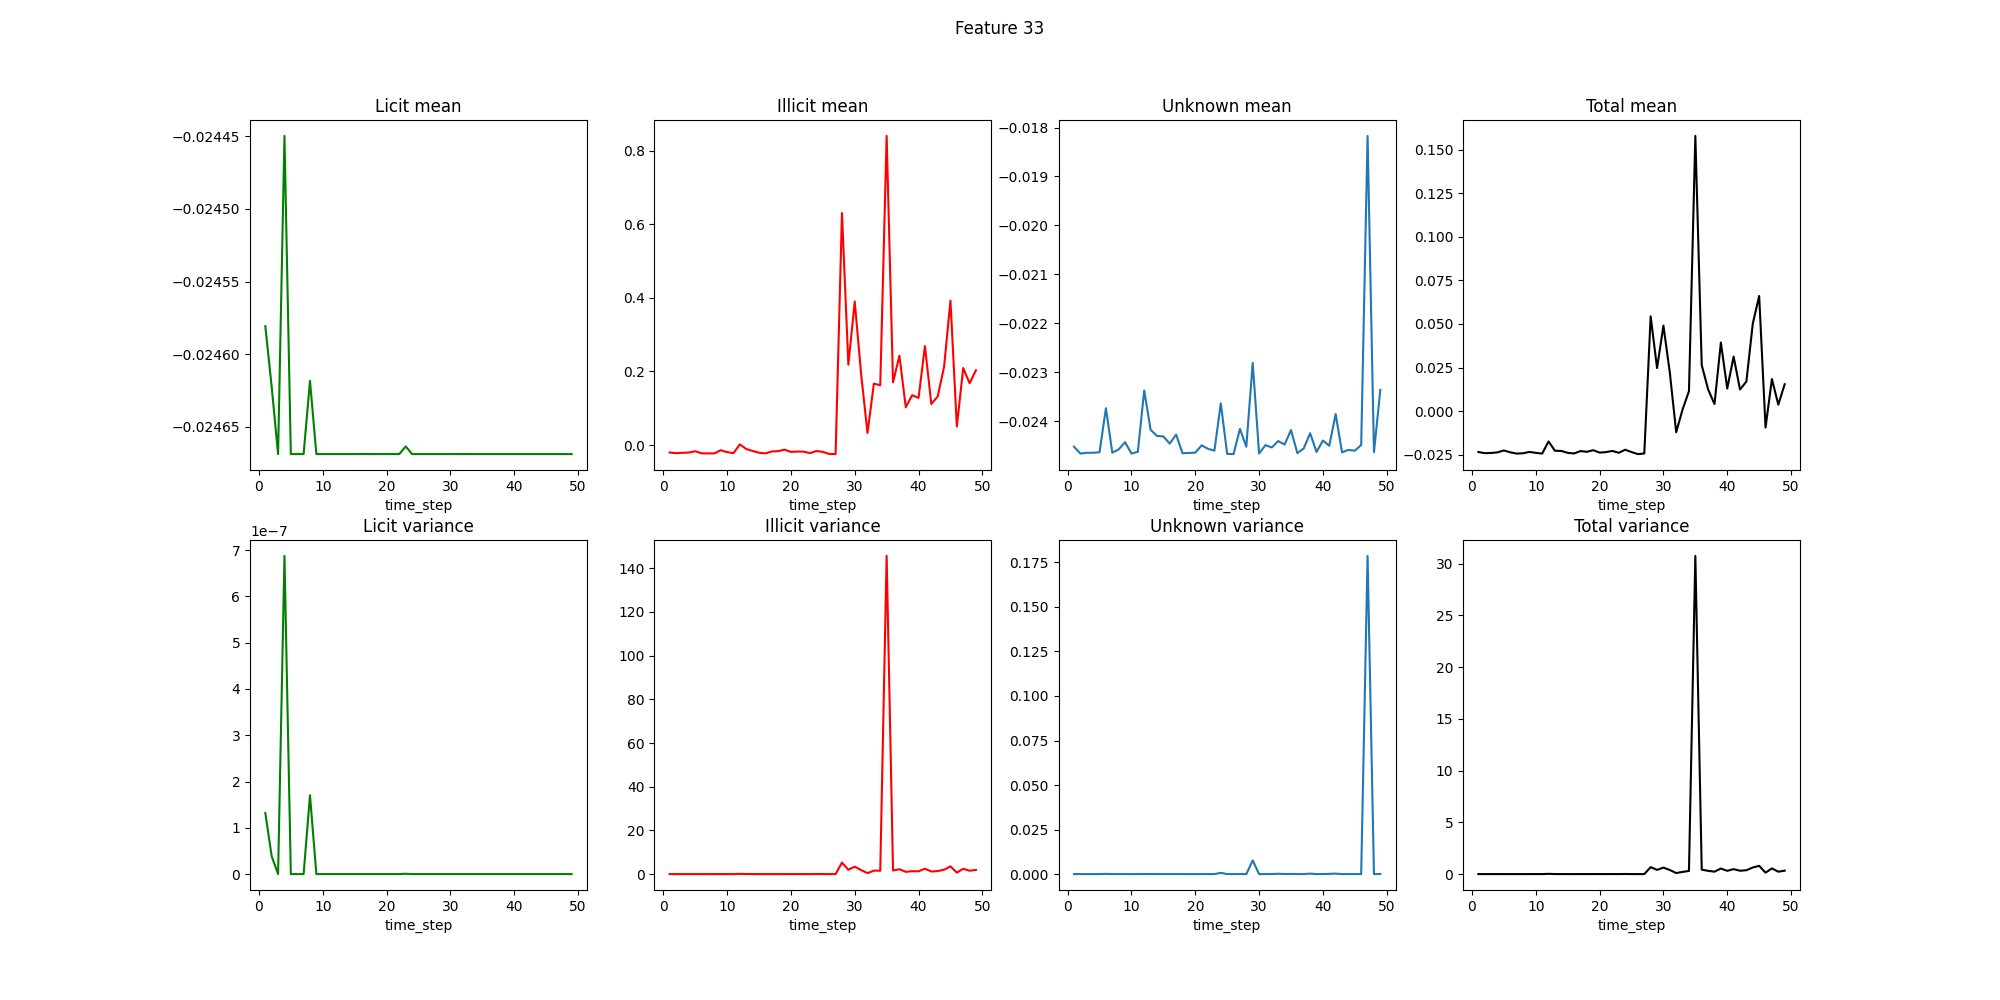 Feature 33
Licit mean
−0.02445
−0.02450
−0.02455
−0.02460
−0.02465
0 10 20 30 40 50
time_step
Illicit mean
0.8
0.6
0.4
0.2
0.0
0 10 20 30 40 50
time_step
Unknown mean
−0.018
−0.019
−0.020
−0.021
−0.022
−0.023
−0.024
0 10 20 30 40 50
time_step
Total mean
0.150
0.125
0.100
0.075
0.050
0.025
0.000
−0.025
0 10 20 30 40 50
time_step
Licit variance
1e−7
7
6
5
4
3
2
1
0
0 10 20 30 40 50
time_step
Illicit variance
140
120
100
80
60
40
20
0
0 10 20 30 40 50
time_step
Unknown variance
0.175
0.150
0.125
0.100
0.075
0.050
0.025
0.000
0 10 20 30 40 50
time_step
Total variance
30
25
20
15
10
5
0
0 10 20 30 40 50
time_step